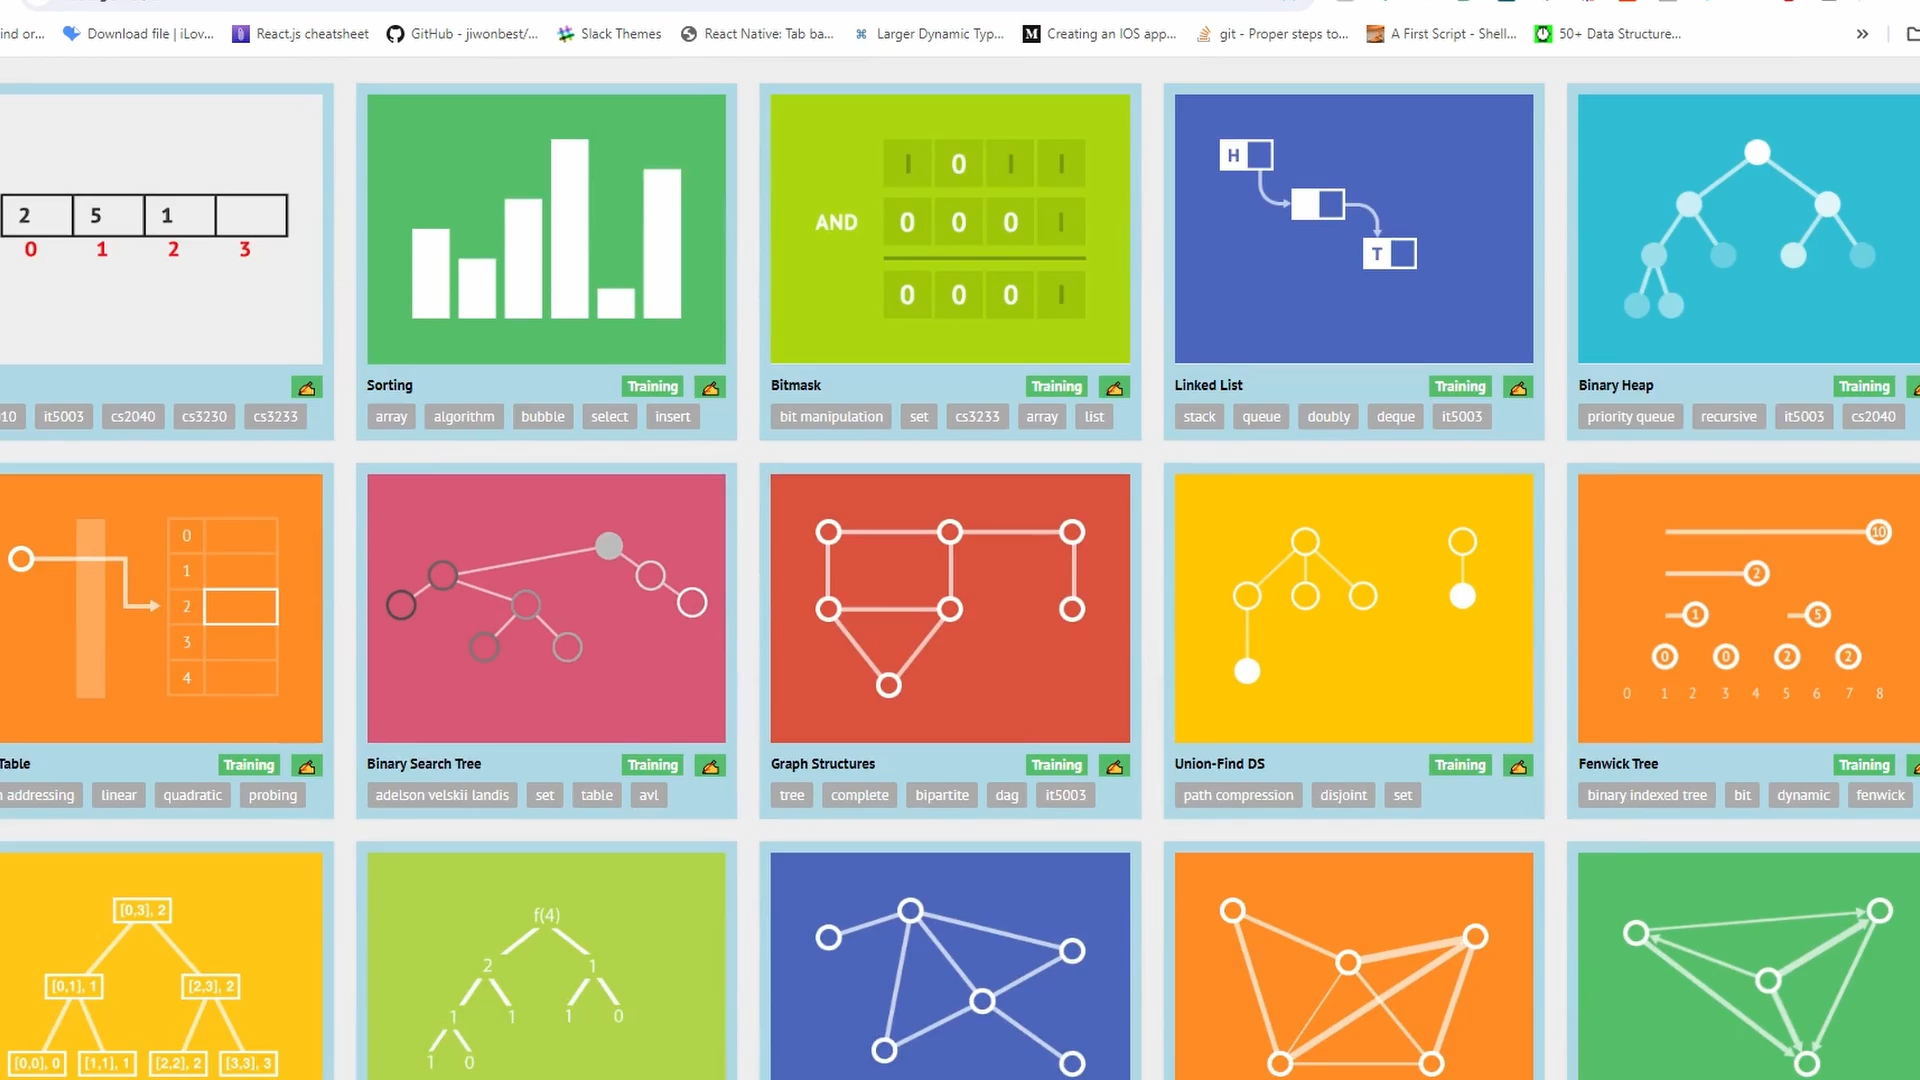 ind or...
Download file | iLov...
React.js cheatsheet
GitHub - jiwonbest/...
Slack Themes
React Native: Tab ba...
Larger Dynamic Typ...
Creating an IOS app...
git - Proper steps to...
A First Script - Shell...
50+ Data Structure...
»
2 5 1
0 1 2 3
1 0 1 1
AND 0 0 0 1
0 0 0 1
H
T
Sorting Training
Bitmask Training
Linked List Training
Binary Heap Training
10 it5003 cs2040 cs3230 cs3233
array algorithm bubble select insert
bit manipulation set cs3233 array list
stack queue doubly deque it5003
priority queue recursive it5003 cs2040
0
1
2
3
4
10
2
1 5
0 0 2 2
0 1 2 3 4 5 6 7 8
Table Training
Binary Search Tree Training
Graph Structures Training
Union-Find DS Training
Fenwick Tree Training
n addressing linear quadratic probing
adelson velskii landis set table avl
tree complete bipartite dag it5003
path compression disjoint set
binary indexed tree bit dynamic fenwick
[0,3], 2
[0,1], 1 [2,3], 2
[0,0], 0 [1,1], 1 [2,2], 2 [3,3], 3
f(4)
2 1
1 1 1 0
1 0